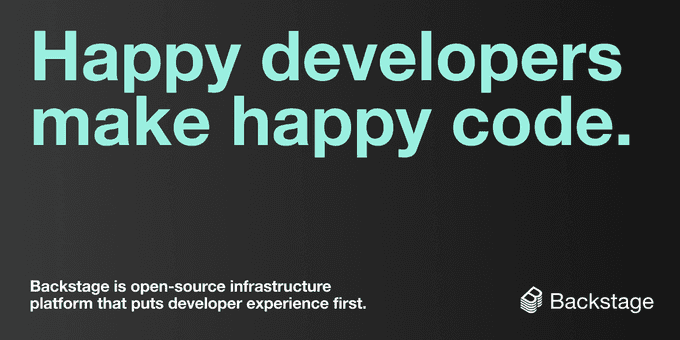 Happy developers
make happy code.
Backstage is open-source infrastructure
platform that puts developer experience first.
Backstage